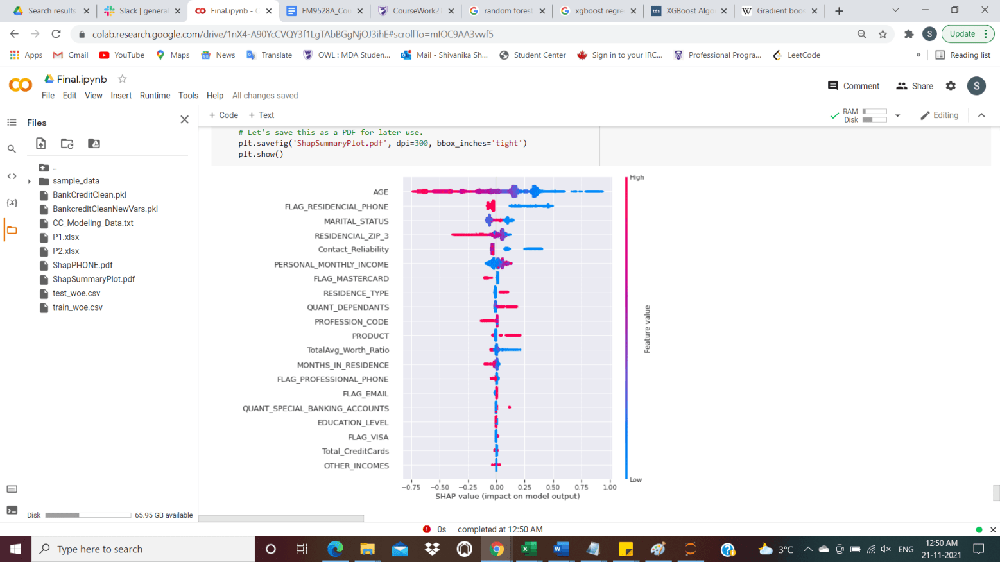 Search results
Slack | general
Final.ipynb - C
FM9528A_Cou
CourseWork2
random forest
xgboost regre
XGBoost Algo
Gradient boos
colab.research.google.com/drive/1nX4-A90YcCVQY3f1LgTAbBGgNjOJ3ihE#scrollTo=mIOC9AA3vwf5
S
Update
Apps
Gmail
YouTube
Maps
News
Translate
OWL : MDA Studen...
Mail - Shivanika Sh...
Student Center
Sign in to your IRC...
Professional Progra...
LeetCode
»
Reading list
Final.ipynb
File Edit View Insert Runtime Tools Help All changes saved
Comment
Share
S
Files
+ Code + Text
RAM
Disk
Editing
# Let's save this as a PDF for later use.
plt.savefig('ShapSummaryPlot.pdf', dpi=300, bbox_inches='tight')
plt.show()
..
sample_data
BankCreditClean.pkl
BankcreditCleanNewVars.pkl
CC_Modeling_Data.txt
P1.xlsx
P2.xlsx
ShapPHONE.pdf
ShapSummaryPlot.pdf
test_woe.csv
train_woe.csv
Disk
65.95 GB available
High
AGE
FLAG_RESIDENCIAL_PHONE
MARITAL_STATUS
RESIDENCIAL_ZIP_3
Contact_Reliability
PERSONAL_MONTHLY_INCOME
FLAG_MASTERCARD
RESIDENCE_TYPE
QUANT_DEPENDANTS
PROFESSION_CODE
PRODUCT
TotalAvg_Worth_Ratio
MONTHS_IN_RESIDENCE
FLAG_PROFESSIONAL_PHONE
FLAG_EMAIL
QUANT_SPECIAL_BANKING_ACCOUNTS
EDUCATION_LEVEL
FLAG_VISA
Total_CreditCards
OTHER_INCOMES
Feature value
Low
−0.75 −0.50 −0.25 0.00 0.25 0.50 0.75 1.00
SHAP value (impact on model output)
0s completed at 12:50 AM
Type here to search
3°C
ENG
12:50 AM
21-11-2021